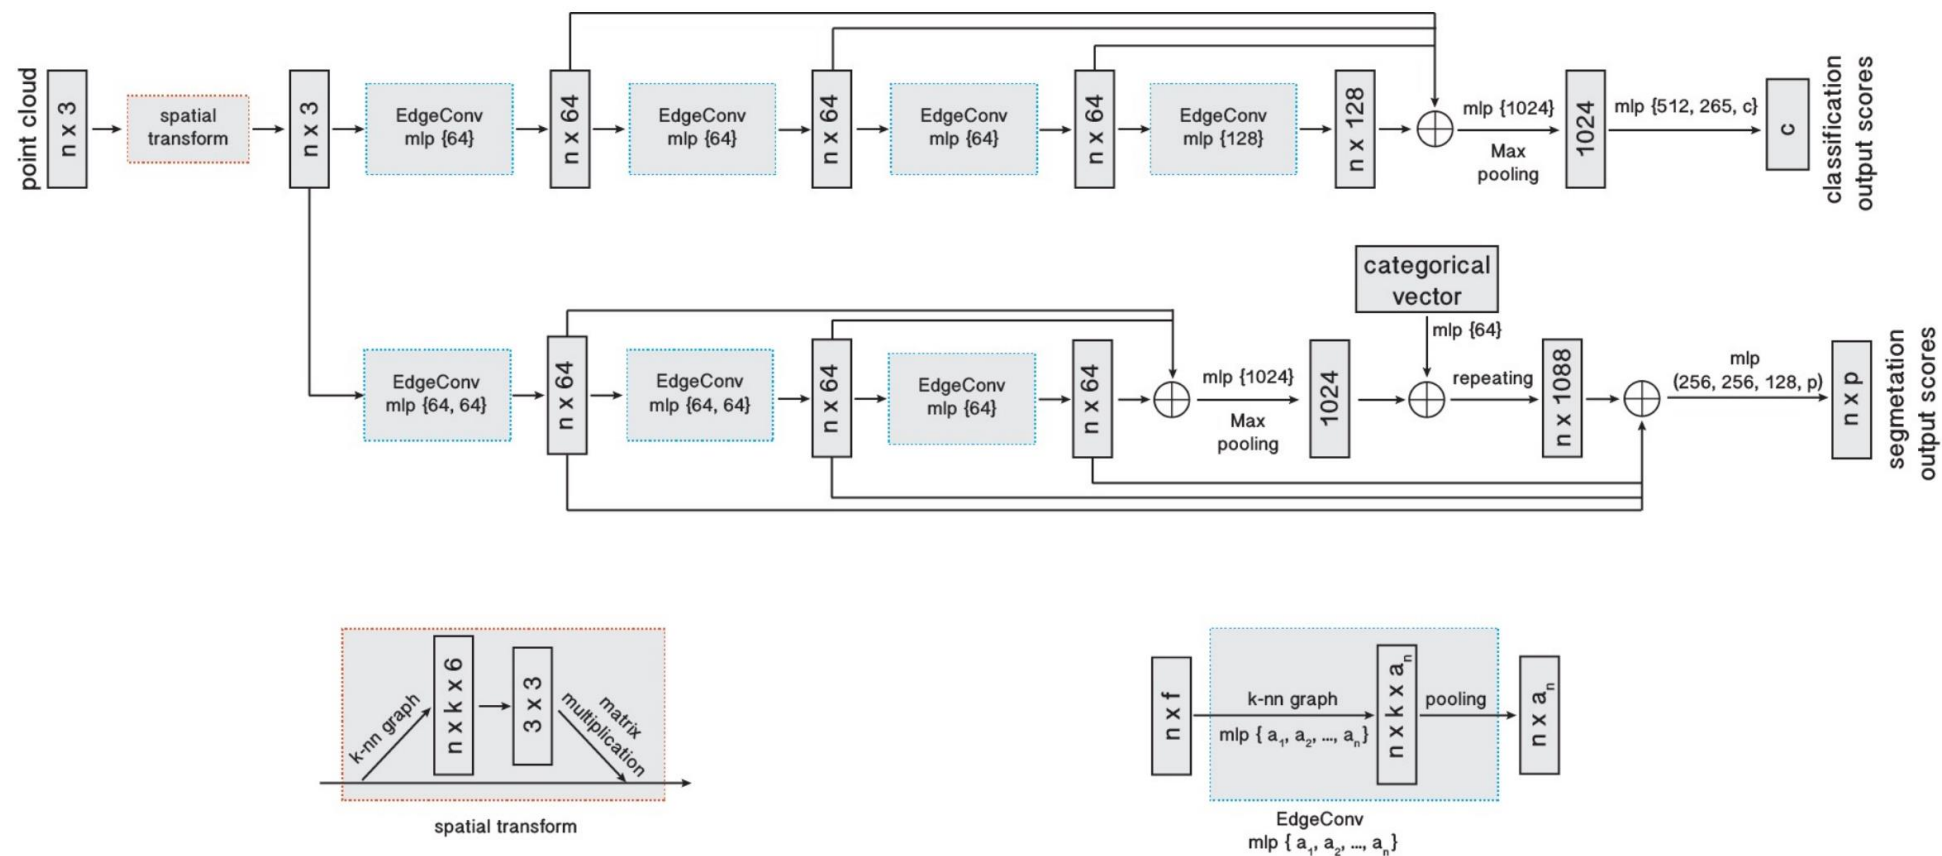 point cloud
n x 3
spatial
transform
n x 3
EdgeConv
mlp {64}
n x 64
EdgeConv
mlp {64}
n x 64
EdgeConv
mlp {64}
n x 64
EdgeConv
mlp {128}
n x 128
mlp {1024}
Max
pooling
1024
mlp {512, 265, c}
c
classification
output scores
categorical
vector
mlp {64}
EdgeConv
mlp {64, 64}
n x 64
EdgeConv
mlp {64, 64}
n x 64
EdgeConv
mlp {64}
n x 64
mlp {1024}
Max
pooling
1024
repeating
n x 1088
mlp
(256, 256, 128, p)
n x p
segmetation
output scores
k-nn graph
n x k x 6
3 x 3
matrix
multiplication
spatial transform
n x f
k-nn graph
mlp { a₁, a₂, ..., aₙ}
n x k x aₙ
pooling
n x aₙ
EdgeConv
mlp { a₁, a₂, ..., aₙ}